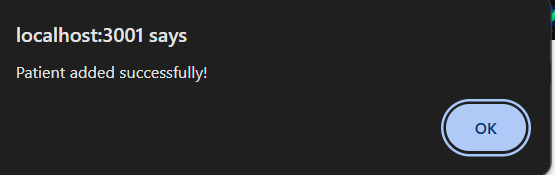 localhost:3001 says
Patient added successfully!
OK